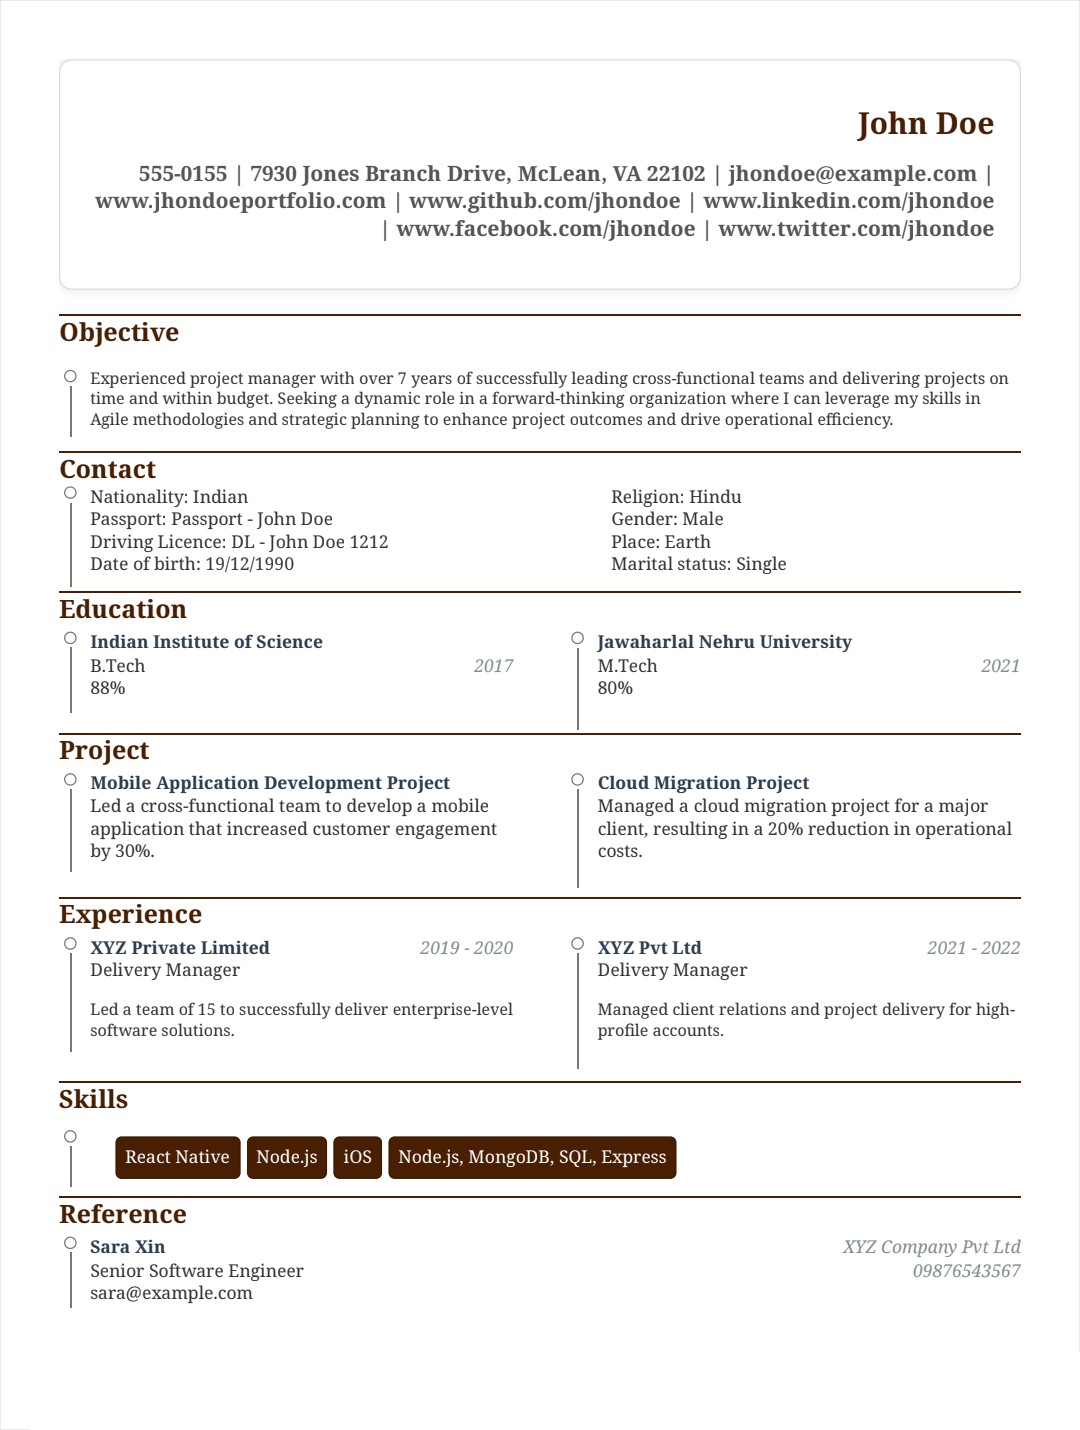 John Doe
555-0155 | 7930 Jones Branch Drive, McLean, VA 22102 | jhondoe@example.com |
www.jhondoeportfolio.com | www.github.com/jhondoe | www.linkedin.com/jhondoe
| www.facebook.com/jhondoe | www.twitter.com/jhondoe
Objective
Experienced project manager with over 7 years of successfully leading cross-functional teams and delivering projects on
time and within budget. Seeking a dynamic role in a forward-thinking organization where I can leverage my skills in
Agile methodologies and strategic planning to enhance project outcomes and drive operational efficiency.
Contact
Nationality: Indian
Passport: Passport - John Doe
Driving Licence: DL - John Doe 1212
Date of birth: 19/12/1990
Religion: Hindu
Gender: Male
Place: Earth
Marital status: Single
Education
Indian Institute of Science
B.Tech 2017
88%
Jawaharlal Nehru University
M.Tech 2021
80%
Project
Mobile Application Development Project
Led a cross-functional team to develop a mobile
application that increased customer engagement
by 30%.
Cloud Migration Project
Managed a cloud migration project for a major
client, resulting in a 20% reduction in operational
costs.
Experience
XYZ Private Limited 2019 - 2020
Delivery Manager
Led a team of 15 to successfully deliver enterprise-level
software solutions.
XYZ Pvt Ltd 2021 - 2022
Delivery Manager
Managed client relations and project delivery for high-
profile accounts.
Skills
React Native Node.js iOS Node.js, MongoDB, SQL, Express
Reference
Sara Xin XYZ Company Pvt Ltd
Senior Software Engineer 09876543567
sara@example.com